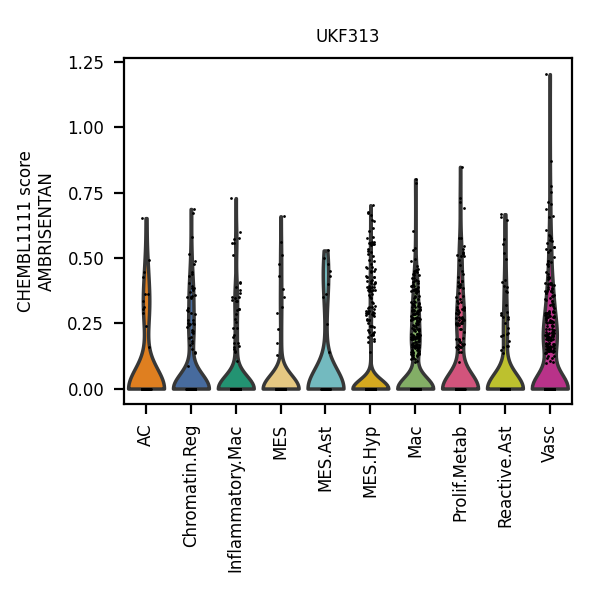 UKF313
CHEMBL1111 score
AMBRISENTAN
1.25
1.00
0.75
0.50
0.25
0.00
AC
Chromatin.Reg
Inflammatory.Mac
MES
MES.Ast
MES.Hyp
Mac
Prolif.Metab
Reactive.Ast
Vasc